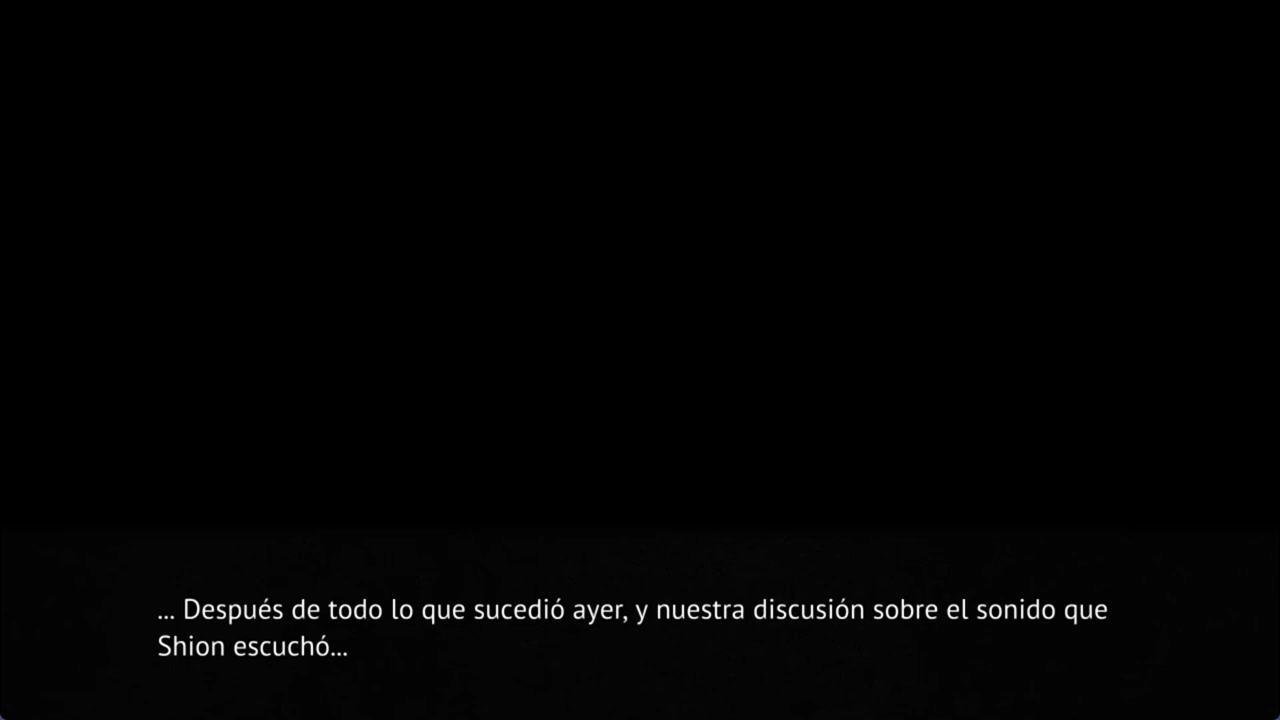 ... Después de todo lo que sucedió ayer, y nuestra discusión sobre el sonido que
Shion escuchó...